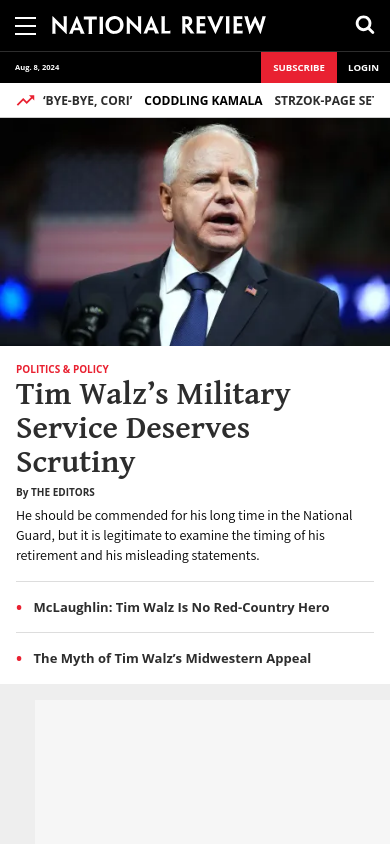 NATIONAL REVIEW
Aug. 8, 2024
SUBSCRIBE
LOGIN
‘BYE-BYE, CORI’ CODDLING KAMALA STRZOK-PAGE SET
POLITICS & POLICY
Tim Walz’s Military
Service Deserves
Scrutiny
By THE EDITORS
He should be commended for his long time in the National
Guard, but it is legitimate to examine the timing of his
retirement and his misleading statements.
McLaughlin: Tim Walz Is No Red-Country Hero
The Myth of Tim Walz’s Midwestern Appeal